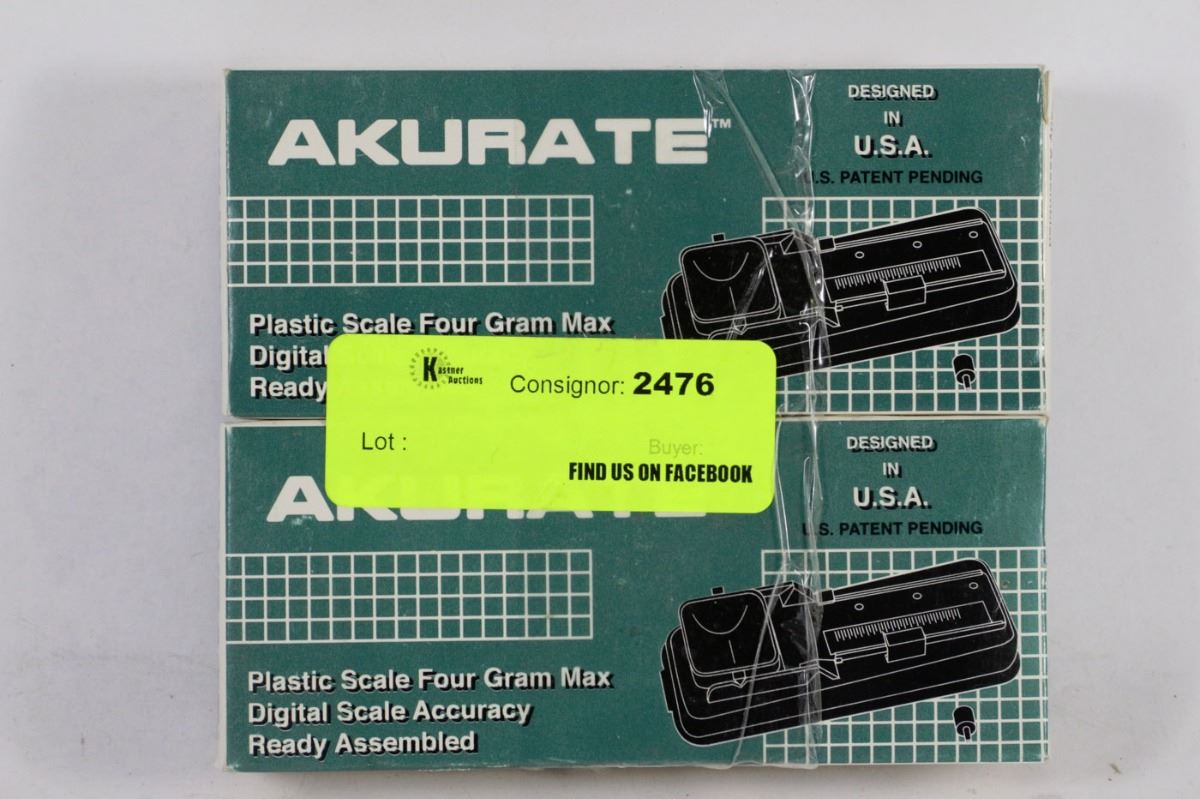 AKURATE™
DESIGNED
IN
U.S.A.
U.S. PATENT PENDING
Plastic Scale Four Gram Max
Digital
Ready
Kastner
Auctions
Consignor: 2476
Lot :
Buyer:
FIND US ON FACEBOOK
AKURATE
DESIGNED
IN
U.S.A.
U.S. PATENT PENDING
Plastic Scale Four Gram Max
Digital Scale Accuracy
Ready Assembled